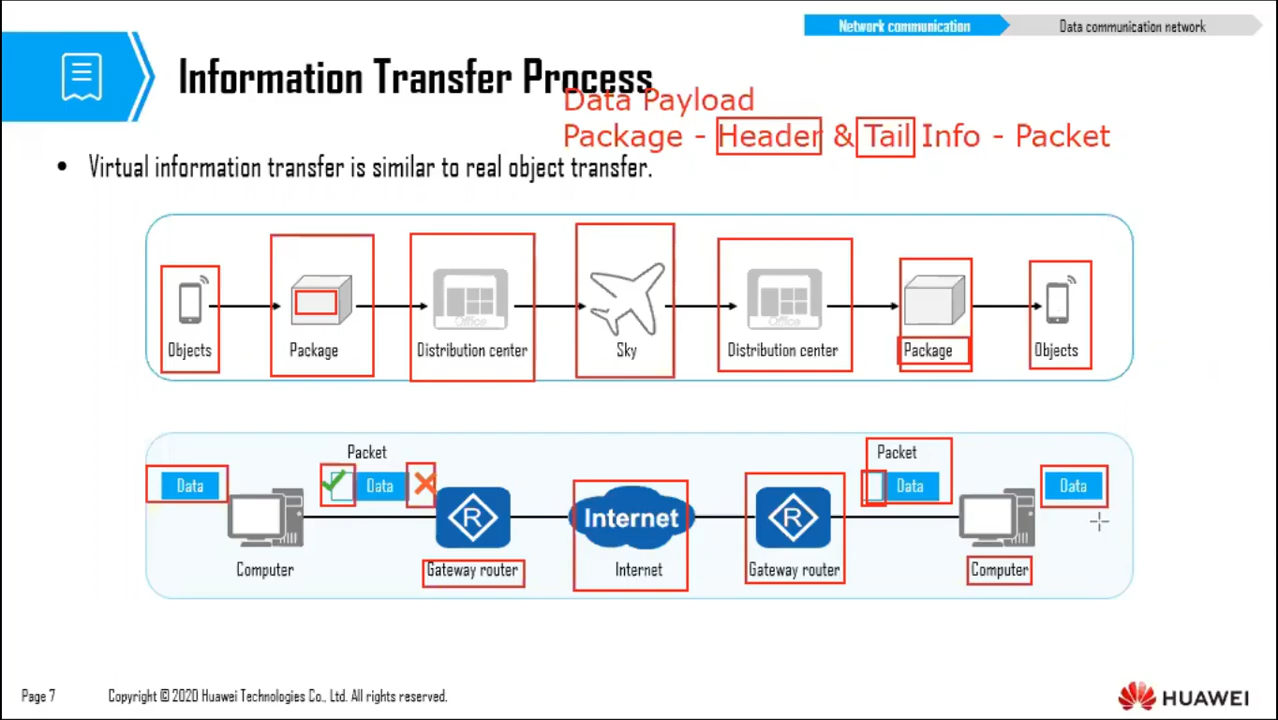 Network communication
Data communication network
Information Transfer Process
Data Payload
Package - Header & Tail Info - Packet
• Virtual information transfer is similar to real object transfer.
Office
Office
Objects
Package
Distribution center
Sky
Distribution center
Package
Objects
Packet
Packet
Data
Data
Data
Data
R
Internet
R
Computer
Gateway router
Internet
Gateway router
Computer
Page 7
Copyright © 2020 Huawei Technologies Co., Ltd. All rights reserved.
HUAWEI